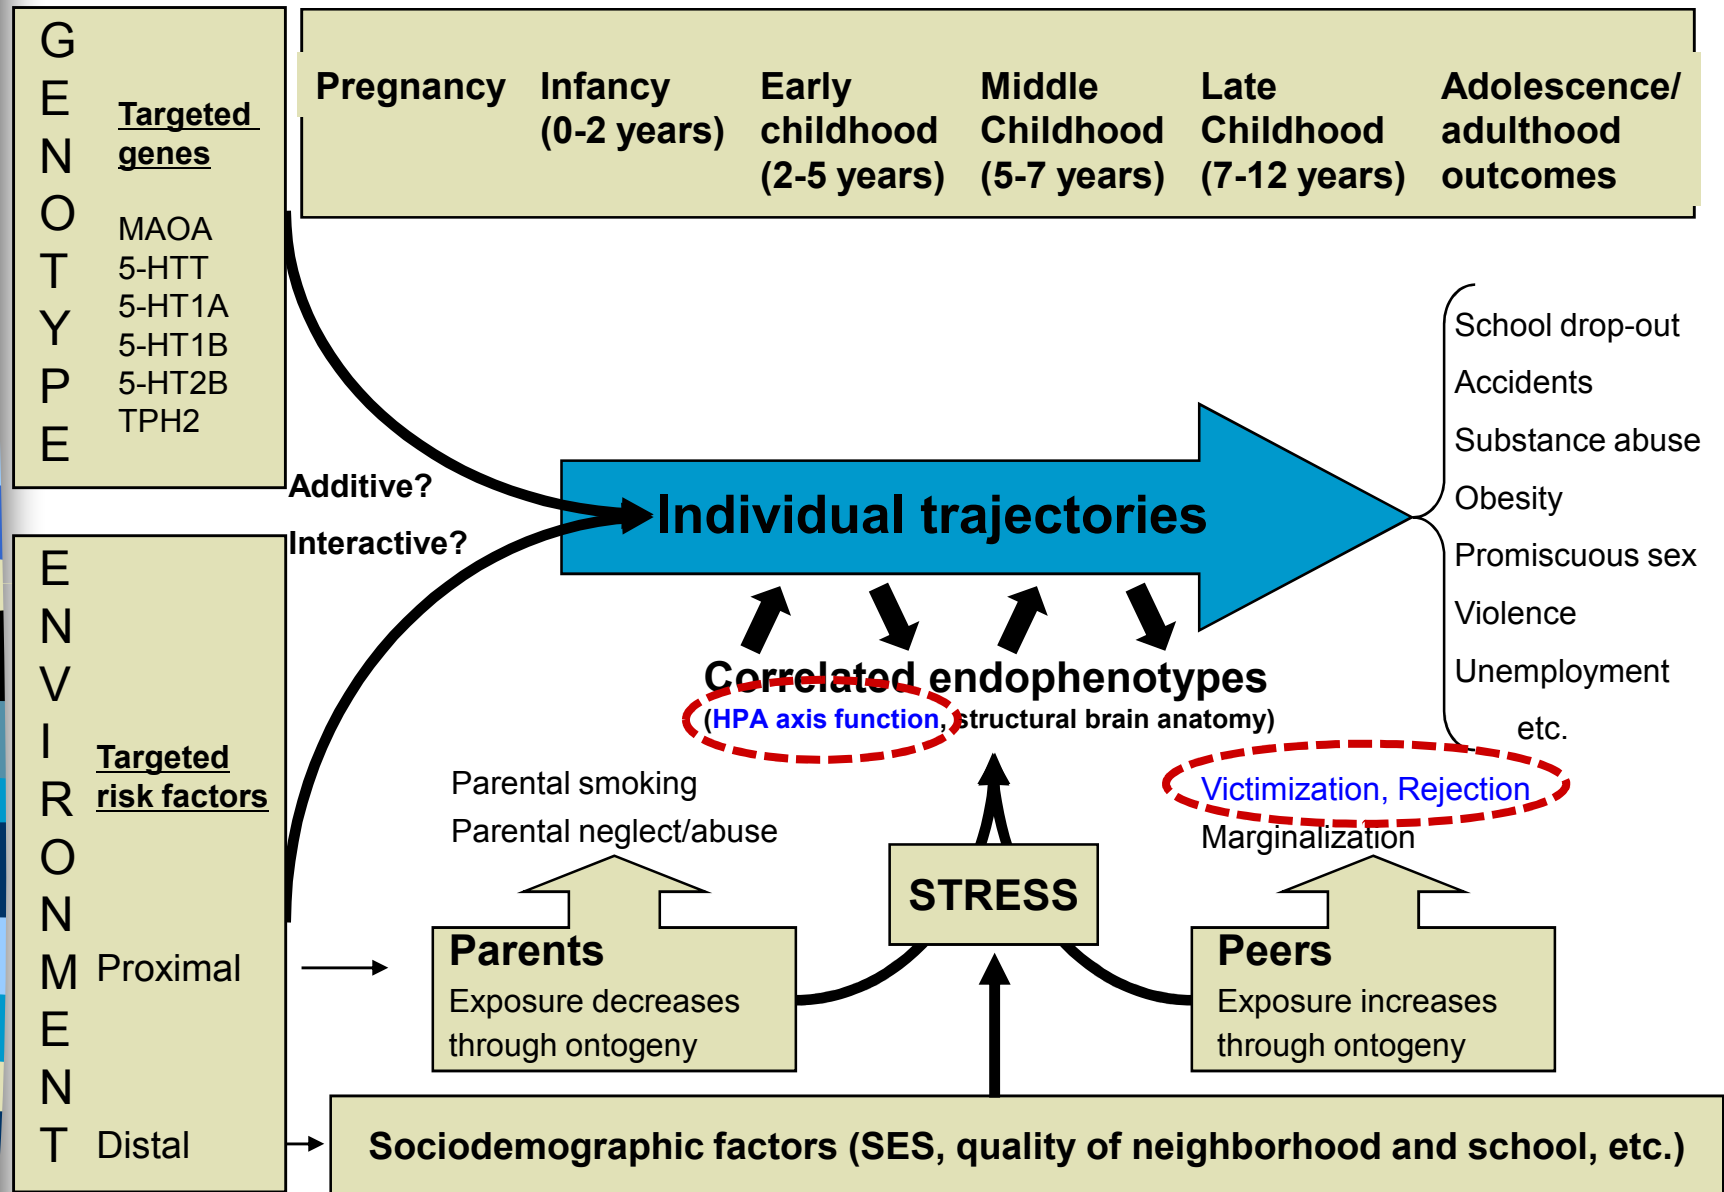 GENOTYPE
Targeted
genes
MAOA
5-HTT
5-HT1A
5-HT1B
5-HT2B
TPH2
Pregnancy
Infancy
(0-2 years)
Early
childhood
(2-5 years)
Middle
Childhood
(5-7 years)
Late
Childhood
(7-12 years)
Adolescence/
adulthood
outcomes
Additive?
Interactive?
Individual trajectories
School drop-out
Accidents
Substance abuse
Obesity
Promiscuous sex
Violence
Unemployment
etc.
Correlated endophenotypes
(HPA axis function, structural brain anatomy)
ENVIRONMENT
Targeted
risk factors
Proximal
Distal
Parental smoking
Parental neglect/abuse
Victimization, Rejection
Marginalization
STRESS
Parents
Exposure decreases
through ontogeny
Peers
Exposure increases
through ontogeny
Sociodemographic factors (SES, quality of neighborhood and school, etc.)